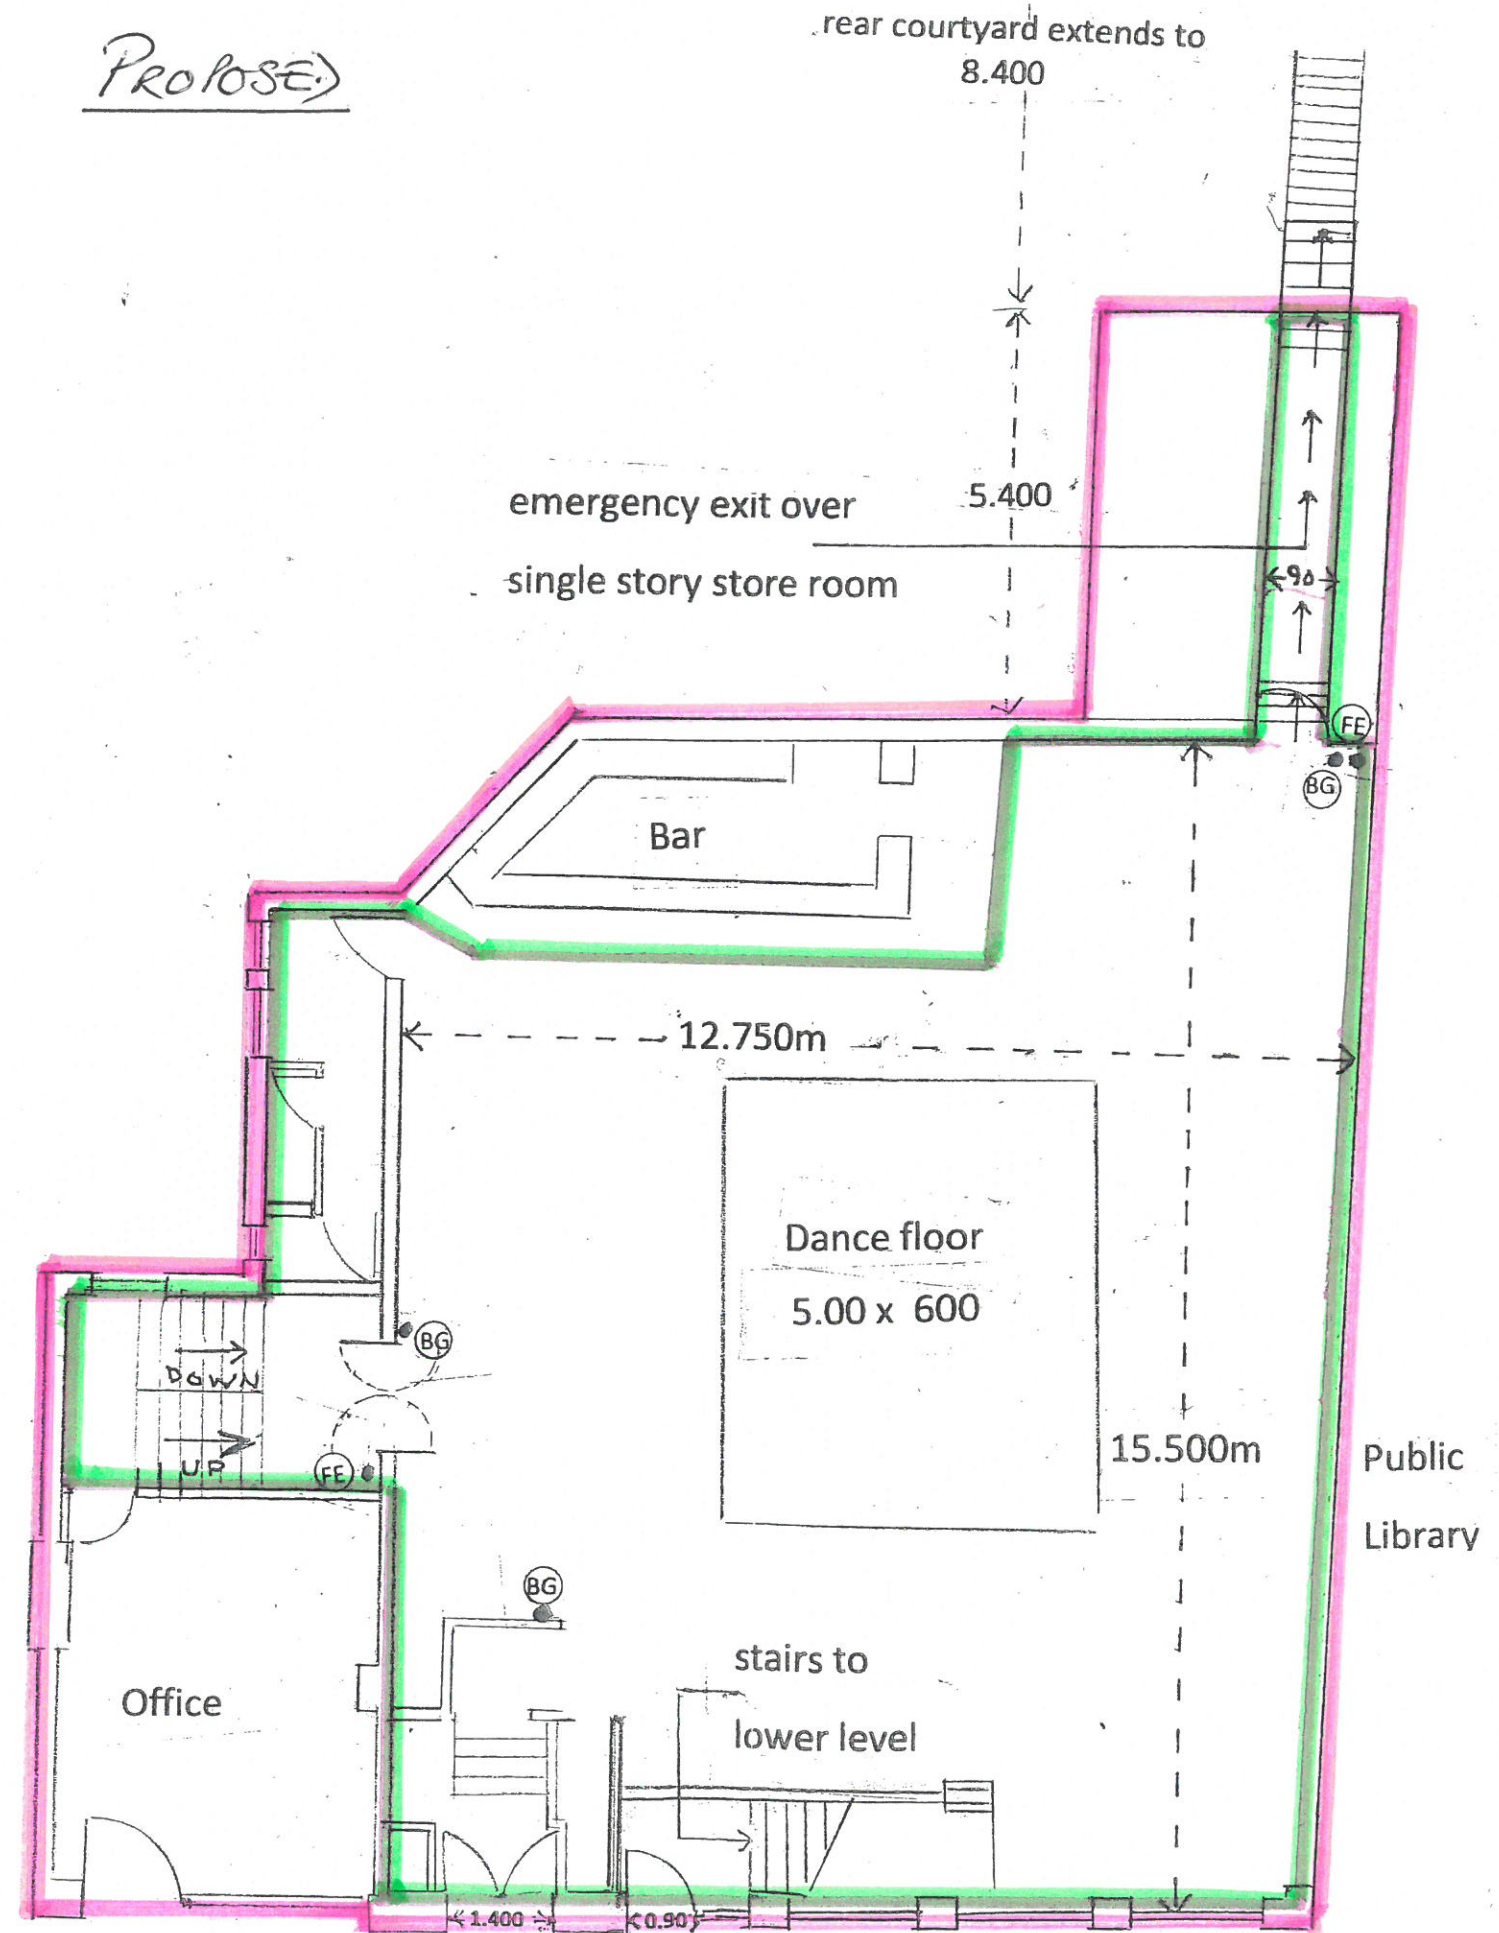 PROPOSED
rear courtyard extends to
8.400
emergency exit over
5.400
single story store room
90
FE
BG
Bar
12.750m
Dance floor
5.00 x 600
BG
DOWN
UP
FE
15.500m
Public
Library
BG
stairs to
Office
lower level
1.400
0.90